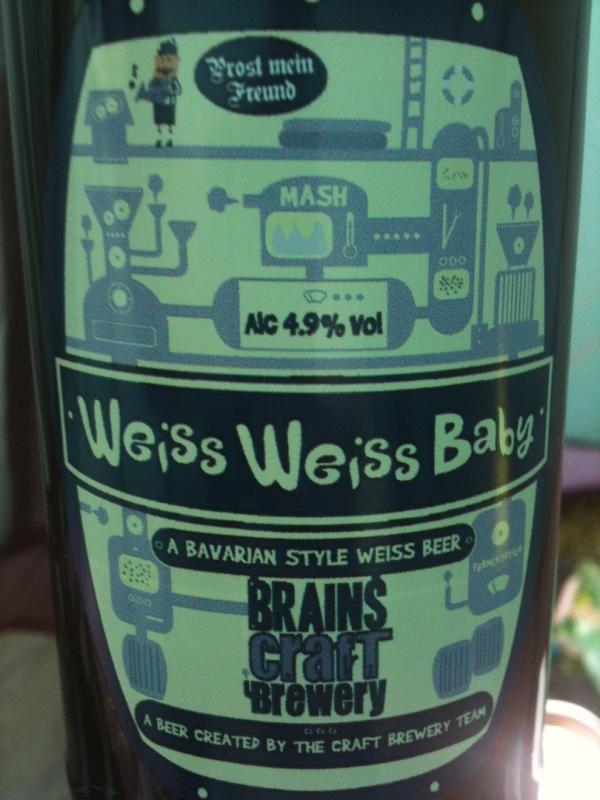 Prost mein
Freund
MASH
Alc 4.9% Vol
Weiss Weiss Baby
A BAVARIAN STYLE WEISS BEER
BRAINS
craft
Brewery
A BEER CREATED BY THE CRAFT BREWERY TEAM